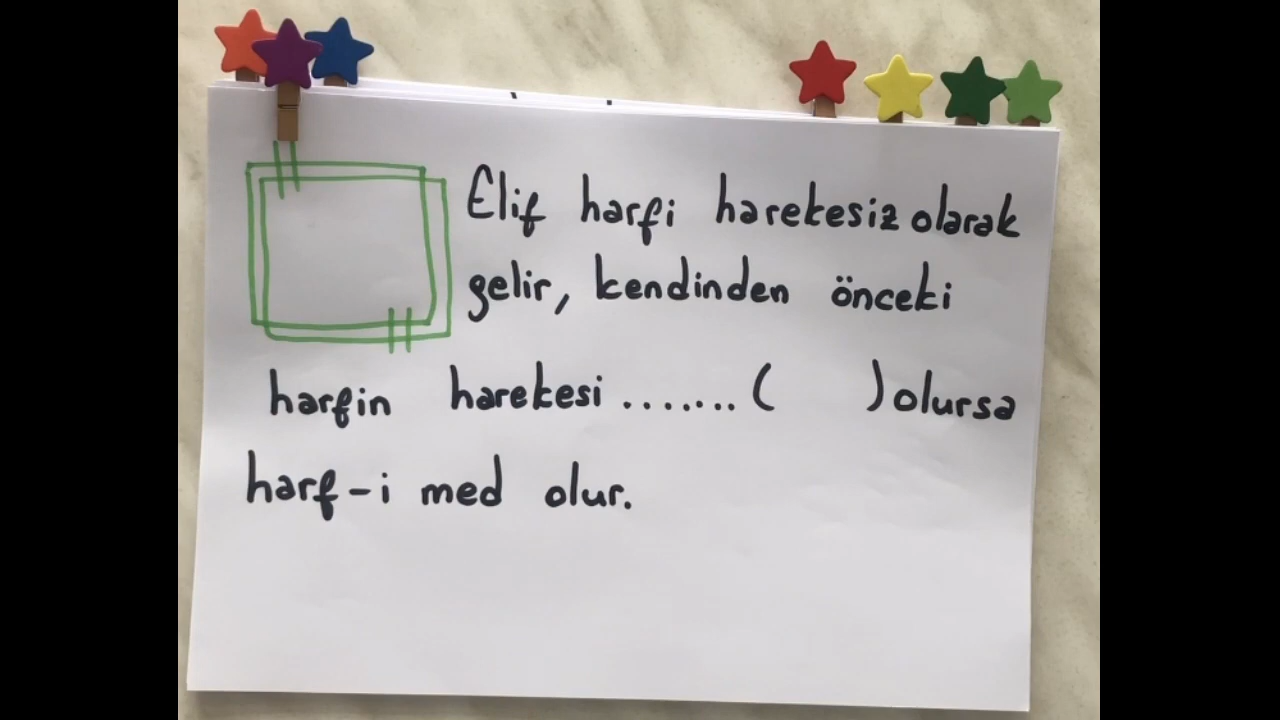 Elif harfi harekesiz olarak
gelir, kendinden önceki
harfin harekesi ....... (    ) olursa
harf-i med olur.